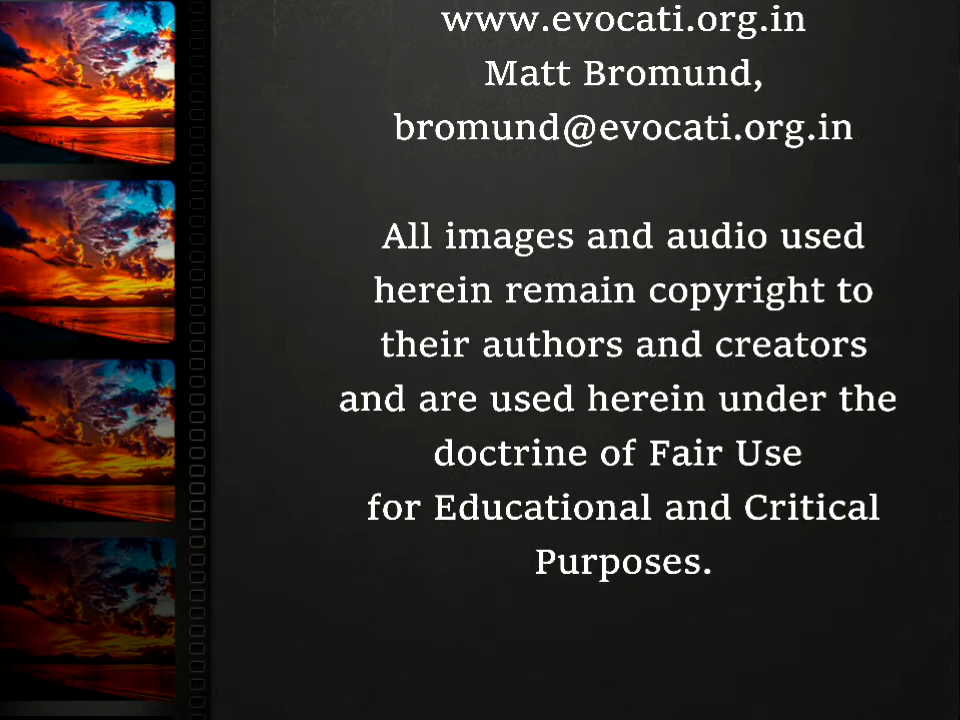 www.evocati.org.in
Matt Bromund,
bromund@evocati.org.in
All images and audio used
herein remain copyright to
their authors and creators
and are used herein under the
doctrine of Fair Use
for Educational and Critical
Purposes.